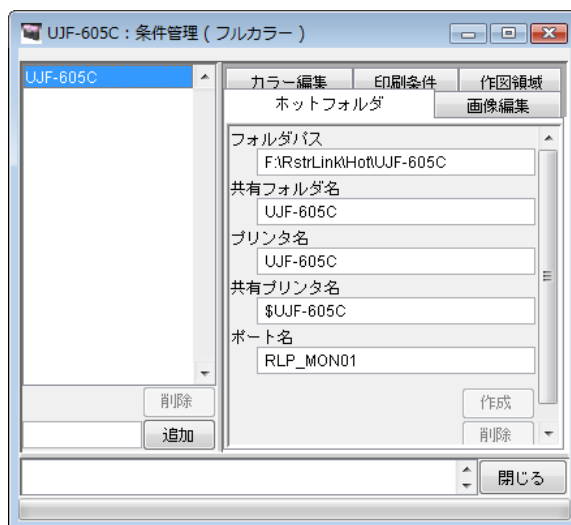 UJF-605C：条件管理 ( フルカラー )
UJF-605C
カラー編集 印刷条件 作図領域
ホットフォルダ 画像編集
フォルダパス
F:\RstrLink\Hot\UJF-605C
共有フォルダ名
UJF-605C
プリンタ名
UJF-605C
共有プリンタ名
$UJF-605C
ポート名
RLP_MON01
作成
削除
削除
追加
閉じる